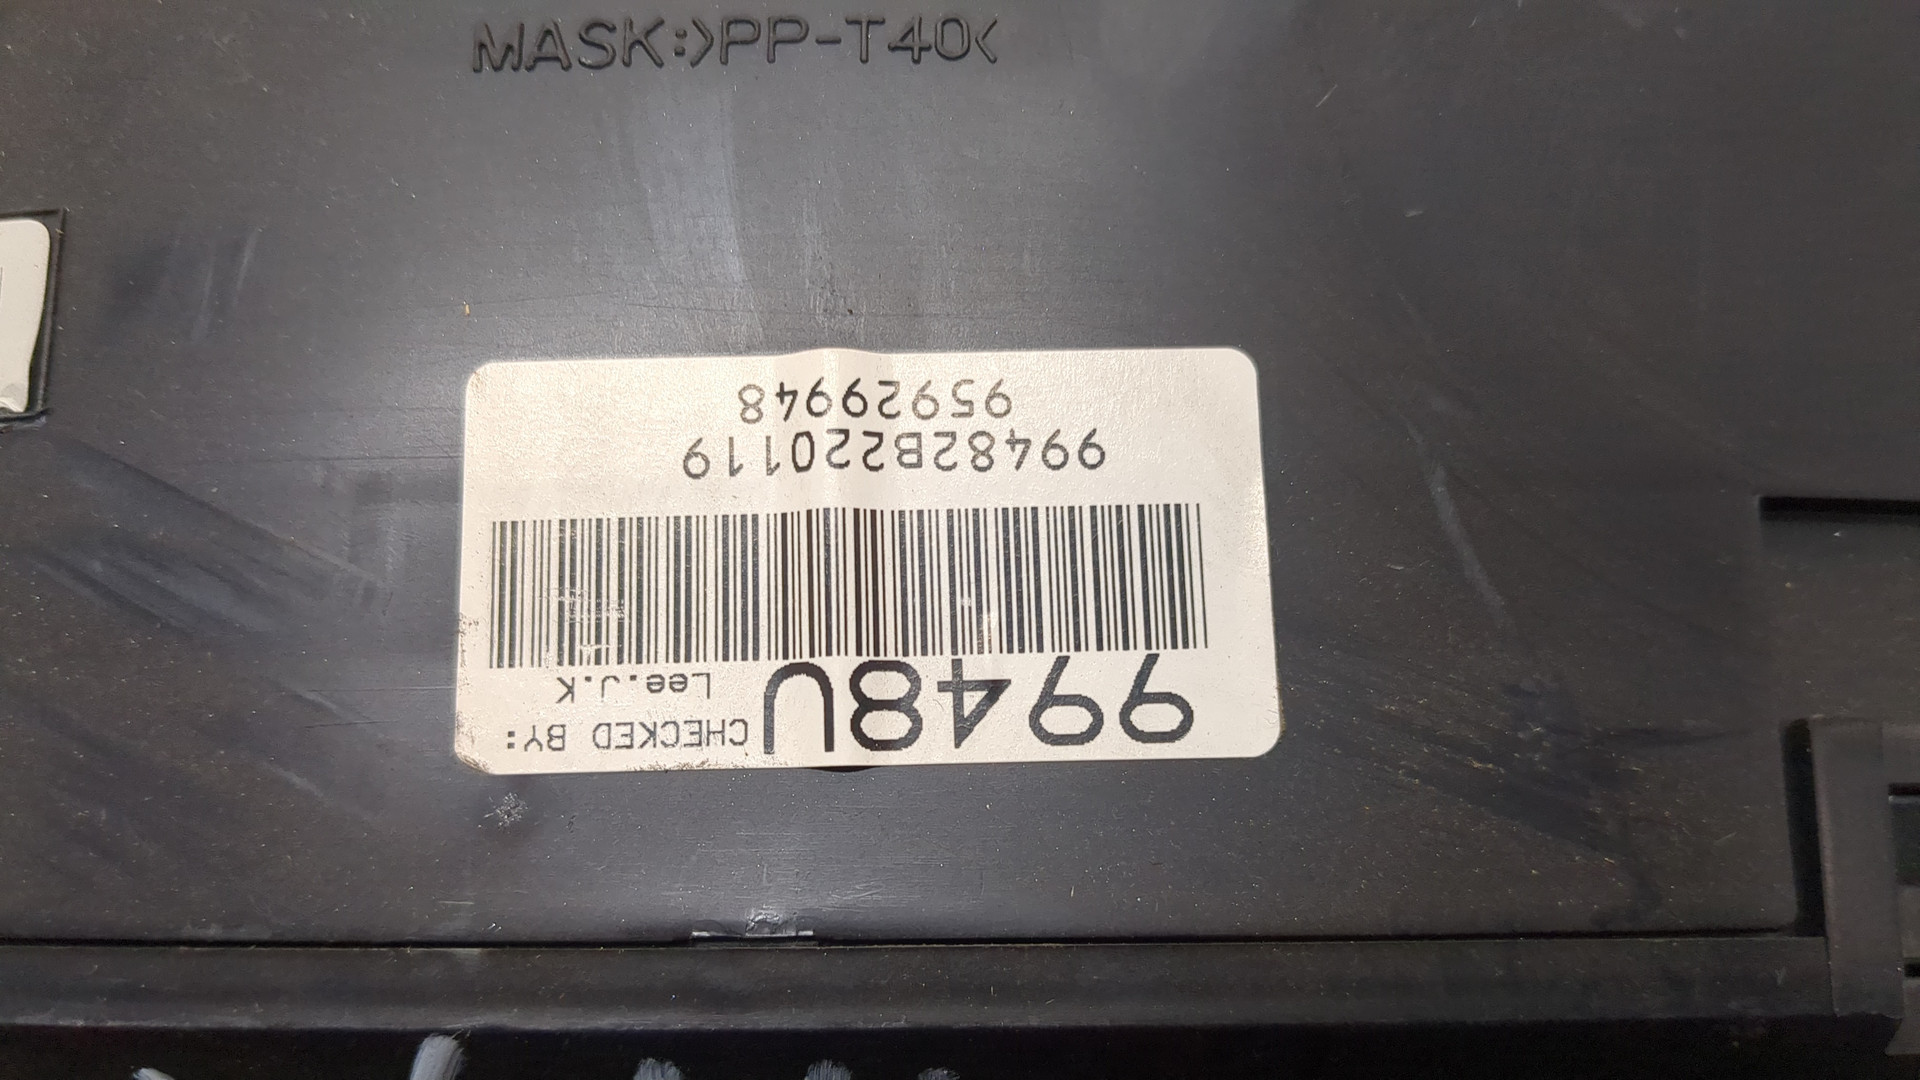 MASK:>PP-T40<
9948U
CHECKED BY:
Lee.J.K
99482B220119
95929948